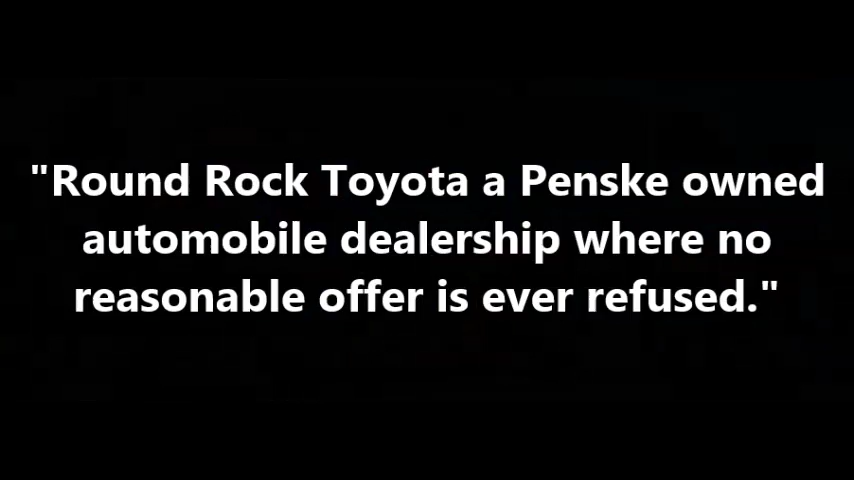 "Round Rock Toyota a Penske owned
automobile dealership where no
reasonable offer is ever refused."